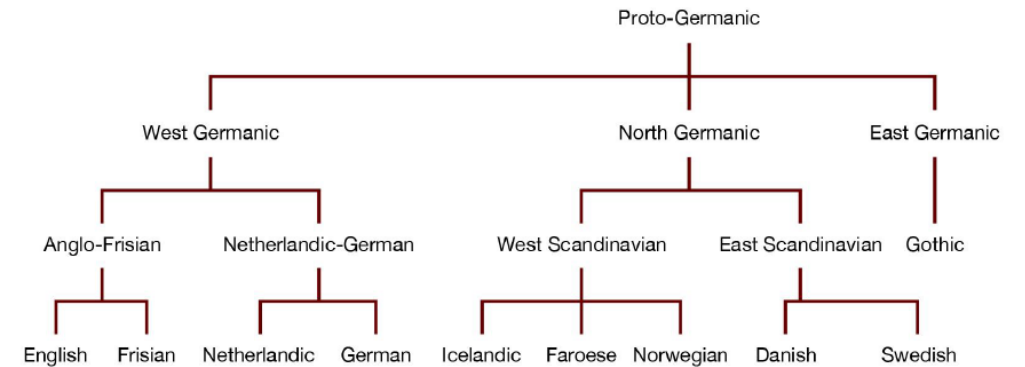 Proto-Germanic
West Germanic North Germanic East Germanic
Anglo-Frisian Netherlandic-German West Scandinavian East Scandinavian Gothic
English Frisian Netherlandic German Icelandic Faroese Norwegian Danish Swedish